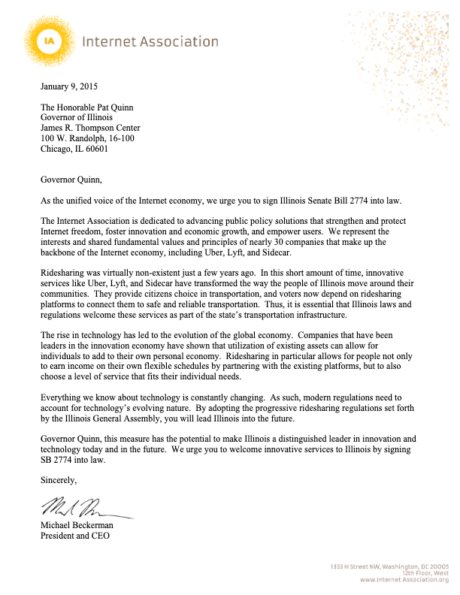 IA Internet Association
January 9, 2015
The Honorable Pat Quinn
Governor of Illinois
James R. Thompson Center
100 W. Randolph, 16-100
Chicago, IL 60601
Governor Quinn,
As the unified voice of the Internet economy, we urge you to sign Illinois Senate Bill 2774 into law.
The Internet Association is dedicated to advancing public policy solutions that strengthen and protect
Internet freedom, foster innovation and economic growth, and empower users. We represent the
interests and shared fundamental values and principles of nearly 30 companies that make up the
backbone of the Internet economy, including Uber, Lyft, and Sidecar.
Ridesharing was virtually non-existent just a few years ago. In this short amount of time, innovative
services like Uber, Lyft, and Sidecar have transformed the way the people of Illinois move around their
communities. They provide citizens choice in transportation, and voters now depend on ridesharing
platforms to connect them to safe and reliable transportation. Thus, it is essential that Illinois laws and
regulations welcome these services as part of the state's transportation infrastructure.
The rise in technology has led to the evolution of the global economy. Companies that have been
leaders in the innovation economy have shown that utilization of existing assets can allow for
individuals to add to their own personal economy. Ridesharing in particular allows for people not only
to earn income on their own flexible schedules by partnering with the existing platforms, but to also
choose a level of service that fits their individual needs.
Everything we know about technology is constantly changing. As such, modern regulations need to
account for technology's evolving nature. By adopting the progressive ridesharing regulations set forth
by the Illinois General Assembly, you will lead Illinois into the future.
Governor Quinn, this measure has the potential to make Illinois a distinguished leader in innovation and
technology today and in the future. We urge you to welcome innovative services to Illinois by signing
SB 2774 into law.
Sincerely,
Michael Beckerman
President and CEO
1333 H Street NW, Washington, DC 20005
12th Floor, West
www.internetAssociation.org